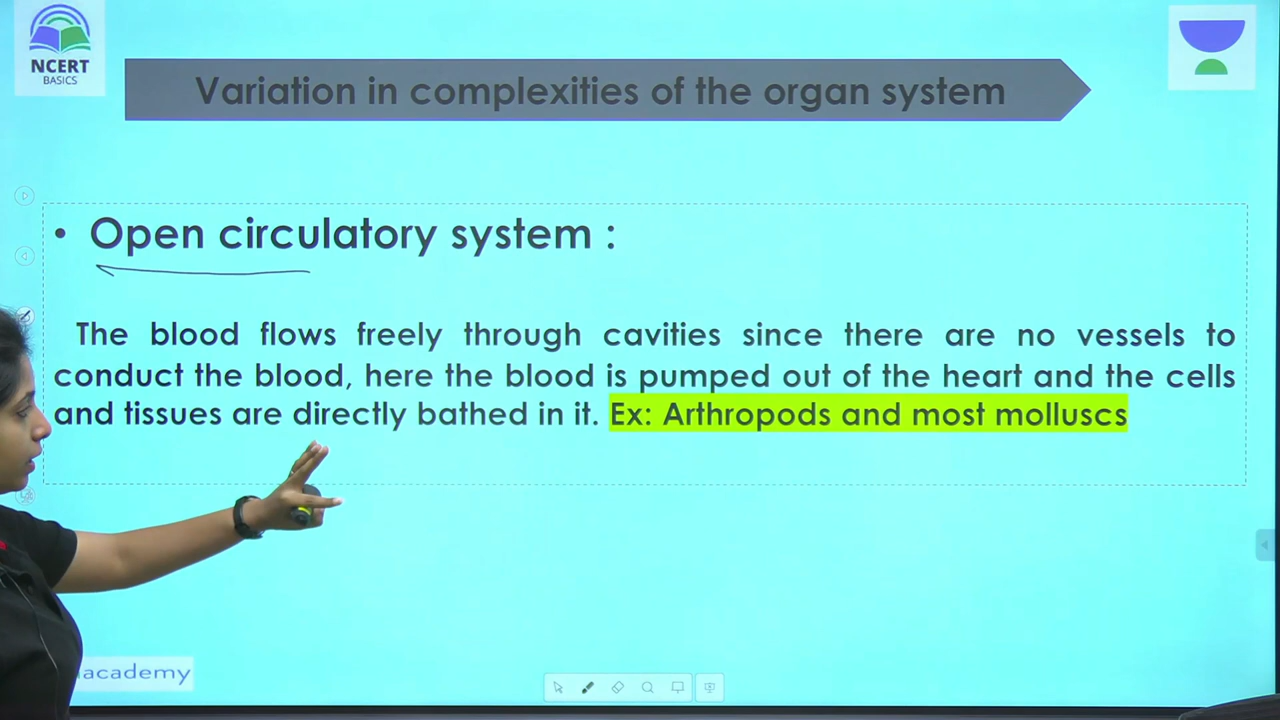 NCERT
BASICS
Variation in complexities of the organ system
• Open circulatory system :
The blood flows freely through cavities since there are no vessels to
conduct the blood, here the blood is pumped out of the heart and the cells
and tissues are directly bathed in it. Ex: Arthropods and most molluscs
academy